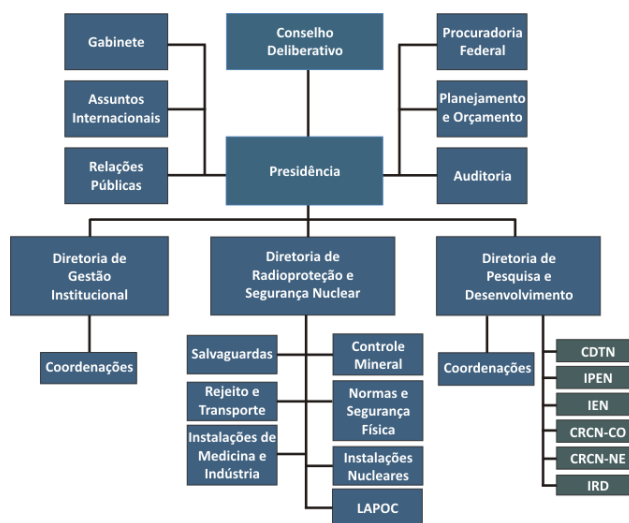 Gabinete
Conselho
Deliberativo
Procuradoria
Federal
Assuntos
Internacionais
Planejamento
e Orçamento
Relações
Públicas
Presidência
Auditoria
Diretoria de
Gestão
Institucional
Diretoria de
Radioproteção e
Segurança Nuclear
Diretoria de
Pesquisa e
Desenvolvimento
Coordenações
Salvaguardas
Controle
Mineral
Rejeito e
Transporte
Normas e
Segurança
Física
Instalações de
Medicina e
Indústria
Instalações
Nucleares
LAPOC
Coordenações
CDTN
IPEN
IEN
CRCN-CO
CRCN-NE
IRD